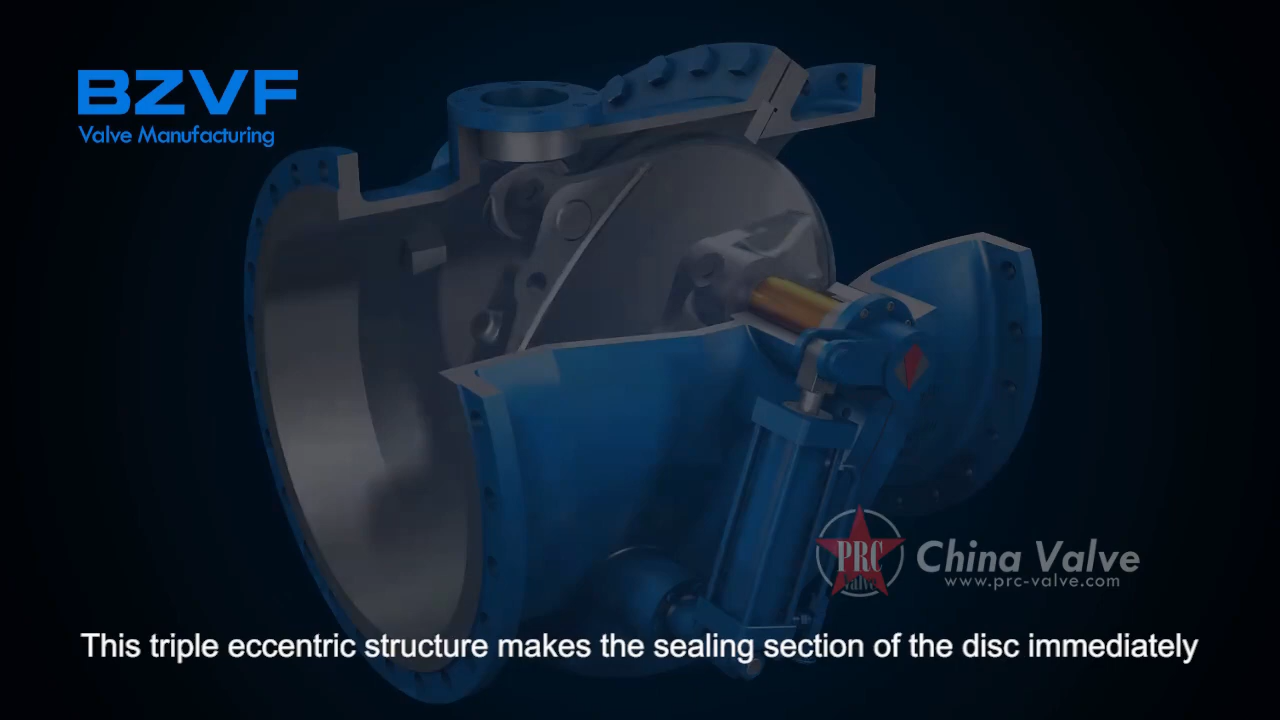 BZVF
Valve Manufacturing
PRC
valve
China Valve
www.prc-valve.com
This triple eccentric structure makes the sealing section of the disc immediately